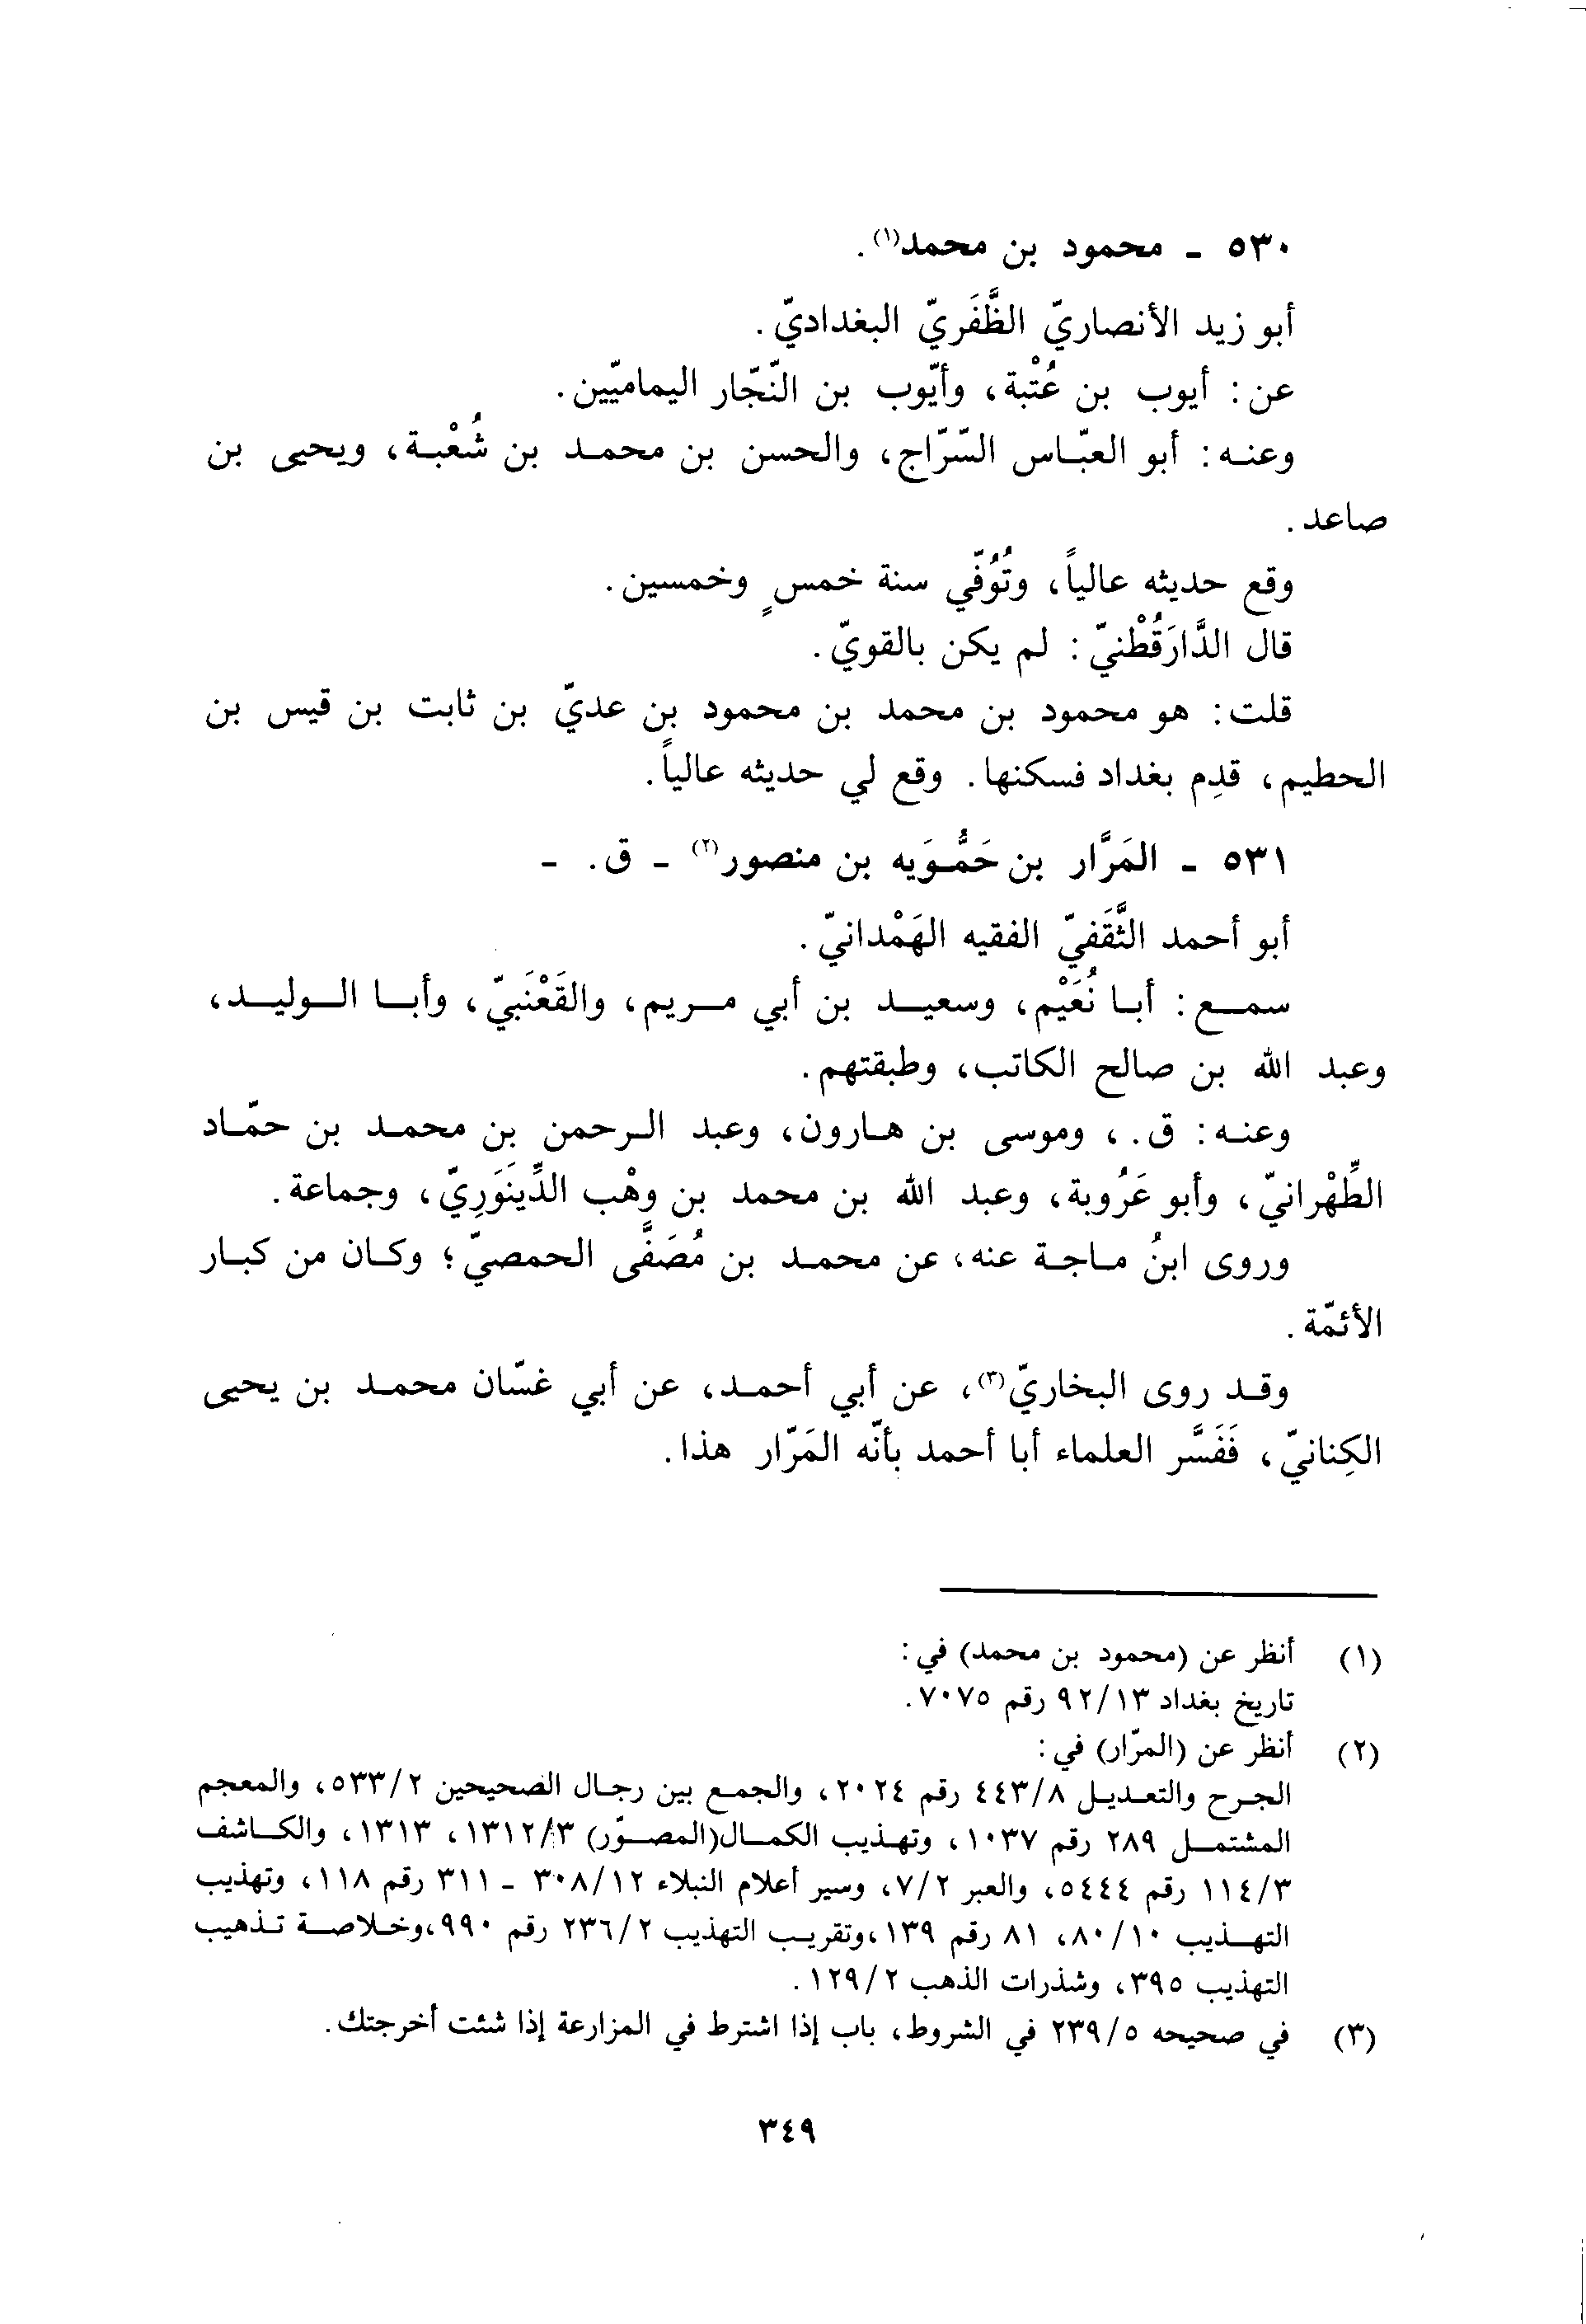 ٥٣٠ ـ محمود بن محمد(١).
أبو زيد الأنصاريّ الظَّفَريّ البغداديّ.
عن: أيوب بن عُتْبة، وأيّوب بن النّجّار اليماميّين.
وعنه: أبو العبّاس السّرّاج، والحسن بن محمد بن شُعْبة، ويحيى بن
صاعد.
وقع حديثه عالياً، وتُوُفّي سنة خمسٍ وخمسين.
قال الدَّارَقُطْنيّ: لم يكن بالقويّ.
قلت: هو محمود بن محمد بن محمود بن عديّ بن ثابت بن قيس بن
الحطيم، قدِم بغداد فسكنها. وقع لي حديثه عالياً.
٥٣١ ـ المَرَّار بن حَمُّوَيه بن منصور(٢) ـ ق. ـ
أبو أحمد الثَّقَفيّ الفقيه الهَمْدانيّ.
سمع: أبا نُعَيْم، وسعيد بن أبي مريم، والقَعْنَبيّ، وأبا الوليد،
وعبد الله بن صالح الكاتب، وطبقتهم.
وعنه: ق.، وموسى بن هارون، وعبد الرحمن بن محمد بن حمّاد
الطِّهْرانيّ، وأبو عَرُوبة، وعبد الله بن محمد بن وهْب الدِّينَوَرِيّ، وجماعة.
وروى ابنُ ماجة عنه، عن محمد بن مُصَفَّى الحمصيّ؛ وكان من كبار
الأئمّة.
وقد روى البخاريّ(٣)، عن أبي أحمد، عن أبي غسّان محمد بن يحيى
الكِنانيّ، فَفَسَّر العلماء أبا أحمد بأنّه المَرّار هذا.
(١) أنظر عن (محمود بن محمد) في:
تاريخ بغداد ٩٢/١٣ رقم ٧٠٧٥.
(٢) أنظر عن (المرّار) في:
الجرح والتعديل ٤٤٣/٨ رقم ٢٠٢٤، والجمع بين رجال الصحيحين ٥٣٣/٢، والمعجم
المشتمل ٢٨٩ رقم ١٠٣٧، وتهذيب الكمال(المصوّر) ١٣١٢/٣، ١٣١٣، والكاشف
١١٤/٣ رقم ٥٤٤٤، والعبر ٧/٢، وسير أعلام النبلاء ٣٠٨/١٢ ـ ٣١١ رقم ١١٨، وتهذيب
التهذيب ٨٠/١٠، ٨١ رقم ١٣٩،وتقريب التهذيب ٢٣٦/٢ رقم ٩٩٠،وخلاصة تذهيب
التهذيب ٣٩٥، وشذرات الذهب ١٢٩/٢.
(٣) في صحيحه ٢٣٩/٥ في الشروط، باب إذا اشترط في المزارعة إذا شئت أخرجتك.
٣٤٩